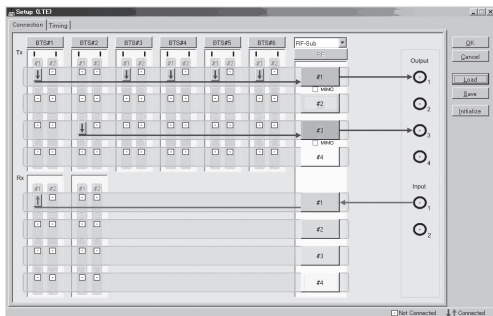 Setup (LTE)
Connection Timing
BTS#1 BTS#2 BTS#3 BTS#4 BTS#5 BTS#6 RF-Sub
RF
Tx
#1 #2 #1 #2 #1 #2 #1 #2 #1 #2 #1 #2
Output
#1 1
MIMO
#2 2
#3 3
MIMO
#4 4
Rx
#1 #2 #1 #2
Input
#1 1
#2 2
#3
#4
OK
Cancel
Load
Save
Initialize
Not Connected Connected